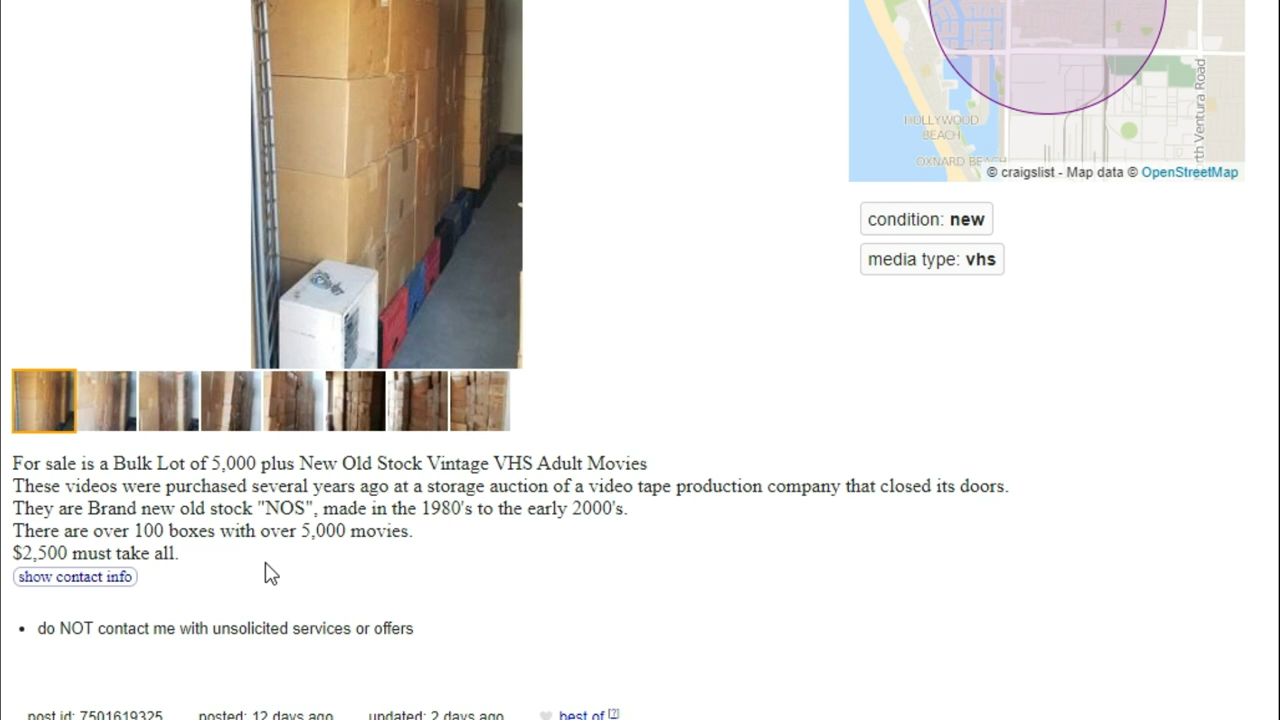 HOLLYWOOD
BEACH
OXNARD BEACH
rth Ventura Road
© craigslist - Map data © OpenStreetMap
condition: new
media type: vhs
For sale is a Bulk Lot of 5,000 plus New Old Stock Vintage VHS Adult Movies
These videos were purchased several years ago at a storage auction of a video tape production company that closed its doors.
They are Brand new old stock "NOS", made in the 1980's to the early 2000's.
There are over 100 boxes with over 5,000 movies.
$2,500 must take all.
show contact info
• do NOT contact me with unsolicited services or offers
post id: 7501619325 posted: 12 days ago updated: 2 days ago best of [?]